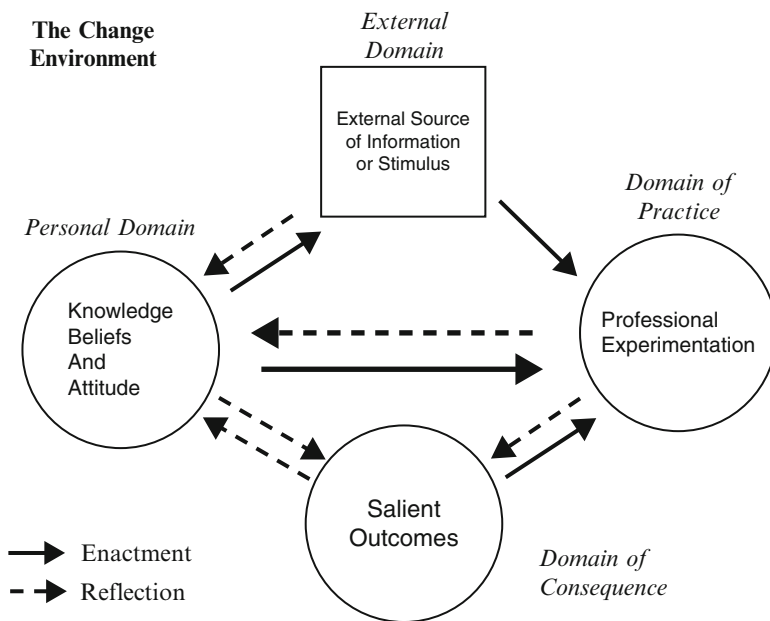 The Change
Environment
External
Domain
External Source
of Information
or Stimulus
Domain of
Practice
Personal Domain
Knowledge
Beliefs
And
Attitude
Professional
Experimentation
Salient
Outcomes
Domain of
Consequence
Enactment
Reflection